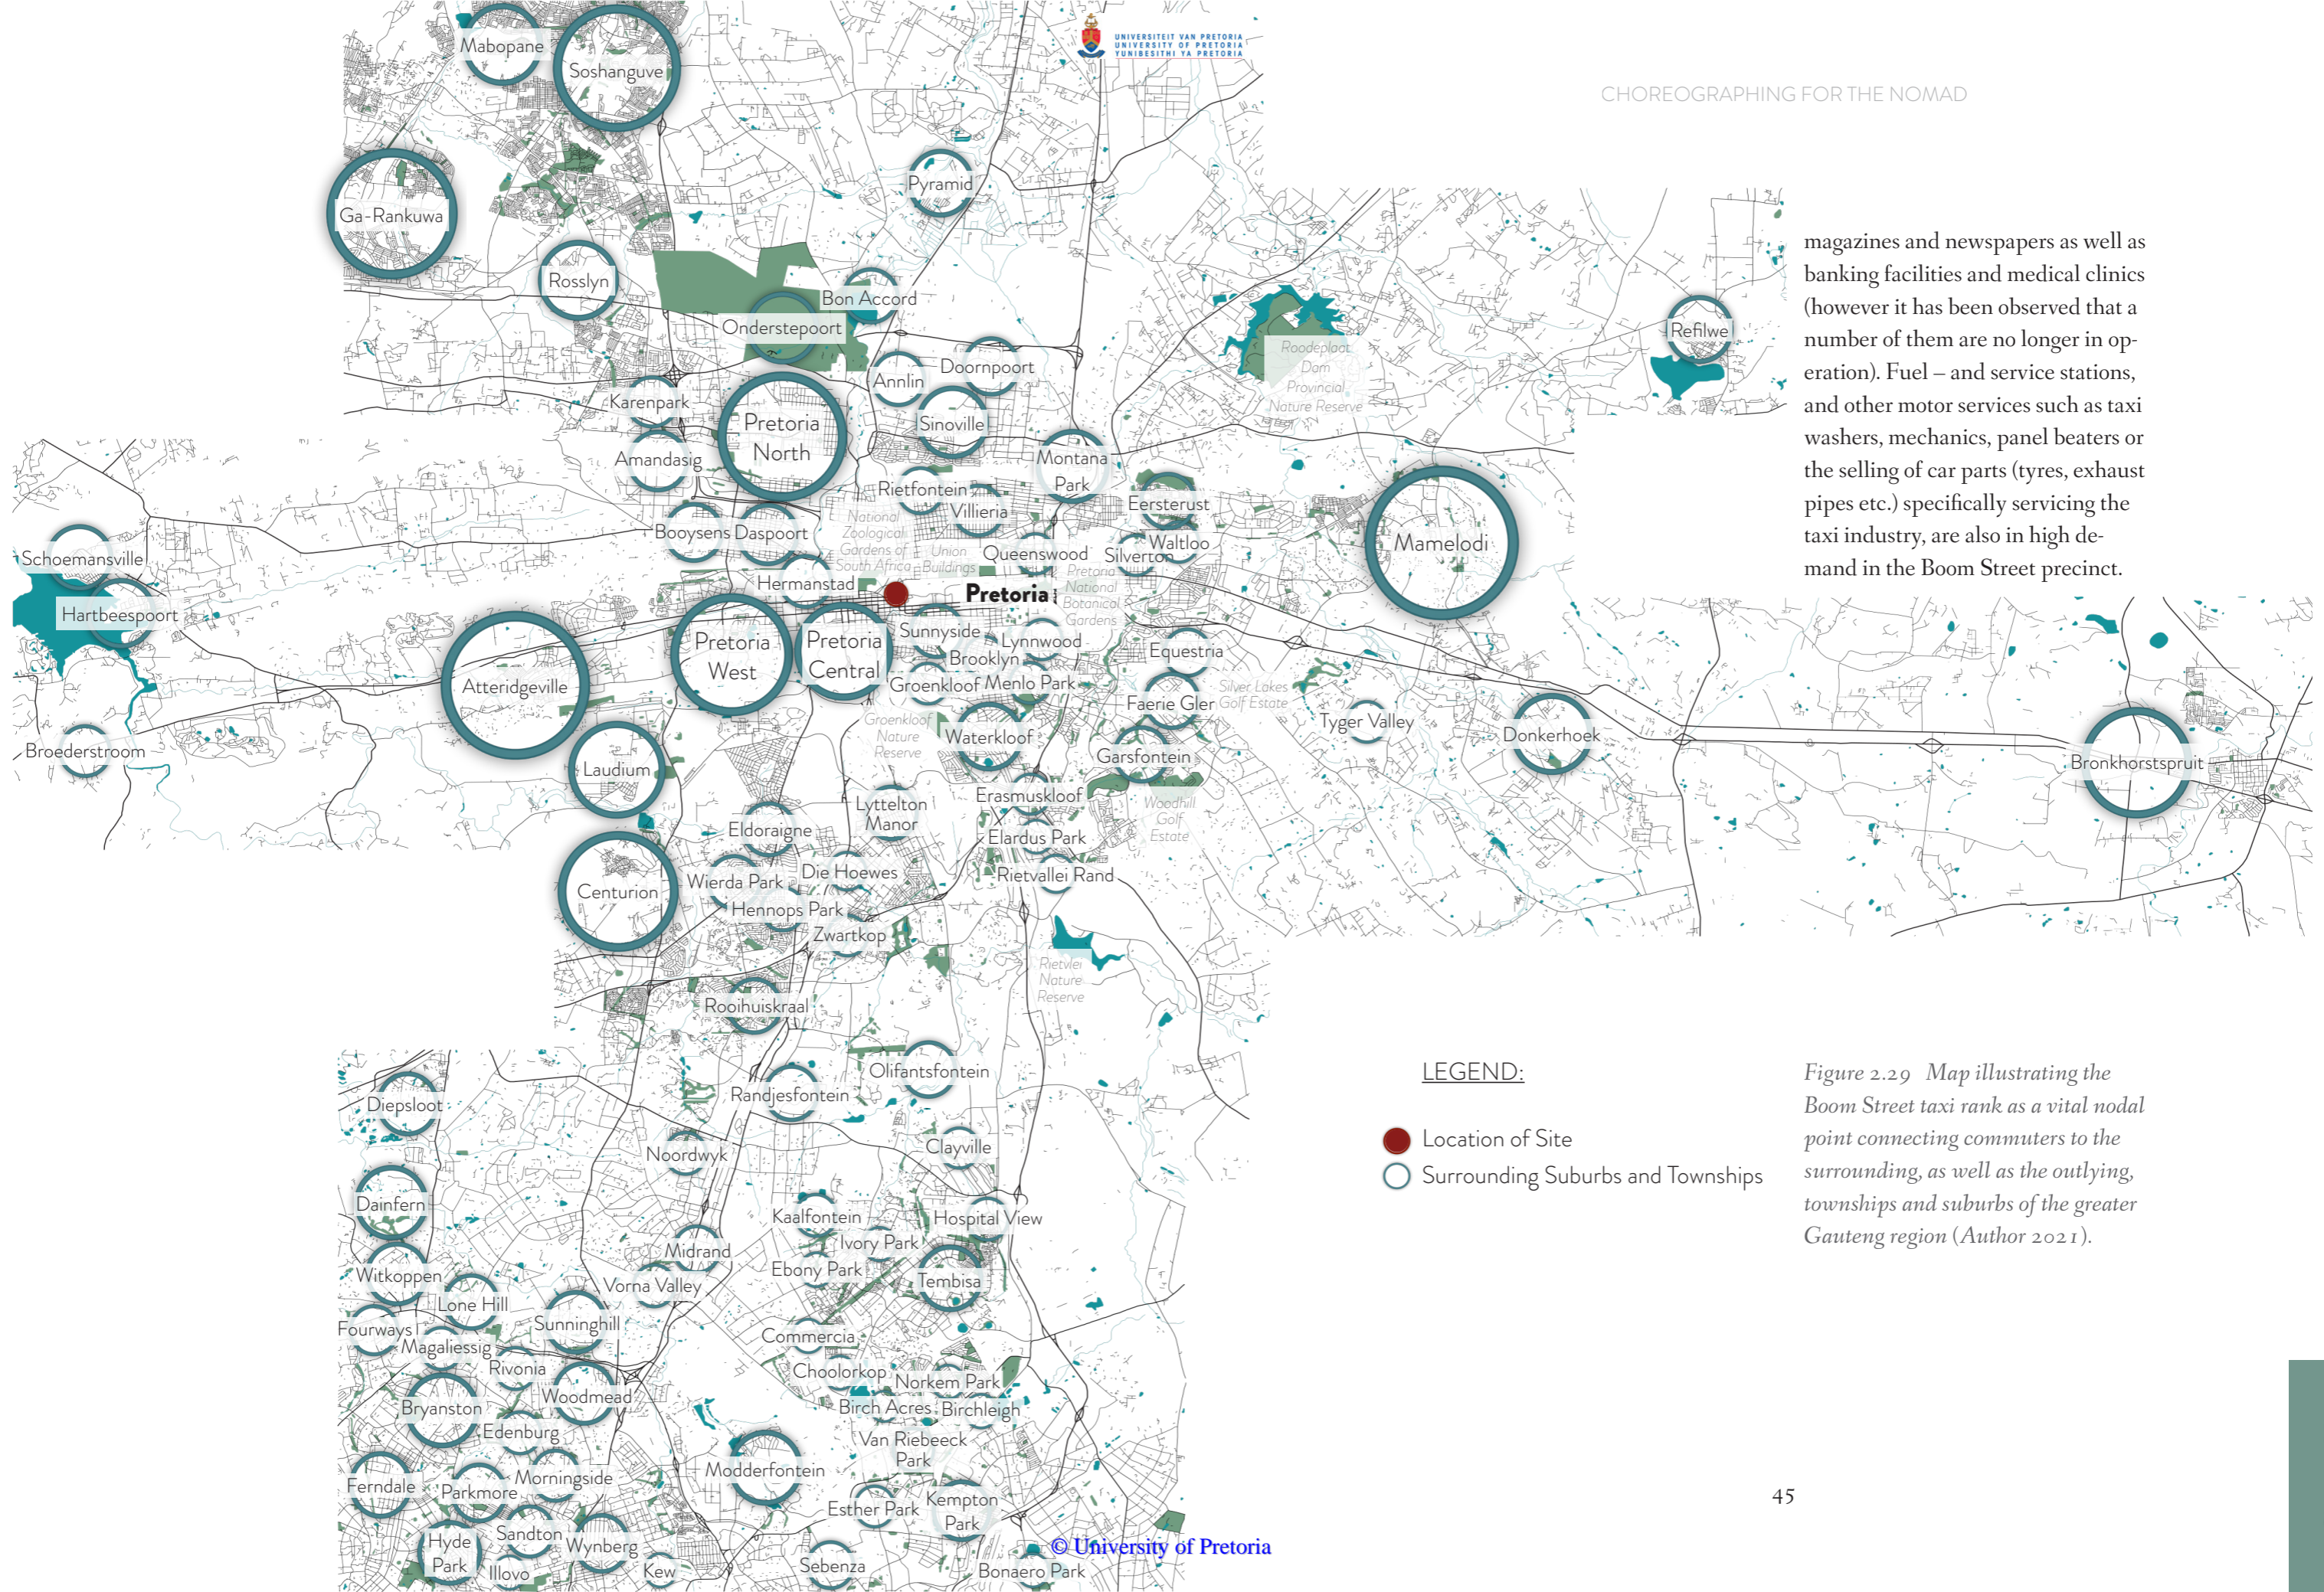 UNIVERSITEIT VAN PRETORIA
UNIVERSITY OF PRETORIA
YUNIBESITHI YA PRETORIA
CHOREOGRAPHING FOR THE NOMAD
Mabopane
Soshanguve
Pyramid
Ga-Rankuwa
Rosslyn
Bon Accord
Onderstepoort
Refilwe
Roodeplaat
Dam
Provincial
Nature Reserve
Doornpoort
Annlin
Karenpark
Pretoria
North
Sinoville
Amandasig
Montana
Park
Rietfontein
Villieria
Eersterust
National
Zoological
Gardens of
South Africa
Union
Buildings
Booysens
Daspoort
Queenswood
Silverton
Waltloo
Mamelodi
Schoemansville
Hermanstad
Pretoria
Pretoria
National
Botanical
Gardens
Hartbeespoort
Pretoria
West
Pretoria
Central
Sunnyside
Lynnwood
Brooklyn
Equestria
Atteridgeville
Groenkloof
Menlo Park
Faerie Gler
Silver Lakes
Golf Estate
Groenkloof
Nature
Reserve
Waterkloof
Tyger Valley
Donkerhoek
Broederstroom
Garsfontein
Bronkhorstspruit
Laudium
Lyttelton
Manor
Erasmuskloof
Woodhill
Golf
Estate
Eldoraigne
Elardus Park
Centurion
Wierda Park
Die Hoewes
Rietvallei Rand
Hennops Park
Zwartkop
Rietvlei
Nature
Reserve
Rooihuiskraal
Olifantsfontein
Randjesfontein
Diepsloot
Noordwyk
Clayville
Dainfern
Kaalfontein
Hospital View
Ivory Park
Midrand
Ebony Park
Tembisa
Witkoppen
Vorna Valley
Lone Hill
Fourways
Sunninghill
Magaliessig
Commercia
Rivonia
Choolorkop
Norkem Park
Woodmead
Bryanston
Birch Acres
Birchleigh
Edenburg
Van Riebeeck
Park
Modderfontein
Morningside
Ferndale
Parkmore
Esther Park
Kempton
Park
Sandton
Hyde
Park
Wynberg
Illovo
Kew
Sebenza
Bonaero Park
magazines and newspapers as well as
banking facilities and medical clinics
(however it has been observed that a
number of them are no longer in op-
eration). Fuel – and service stations,
and other motor services such as taxi
washers, mechanics, panel beaters or
the selling of car parts (tyres, exhaust
pipes etc.) specifically servicing the
taxi industry, are also in high de-
mand in the Boom Street precinct.
LEGEND:
Location of Site
Surrounding Suburbs and Townships
Figure 2.29 Map illustrating the
Boom Street taxi rank as a vital nodal
point connecting commuters to the
surrounding, as well as the outlying,
townships and suburbs of the greater
Gauteng region (Author 2021).
45
© University of Pretoria